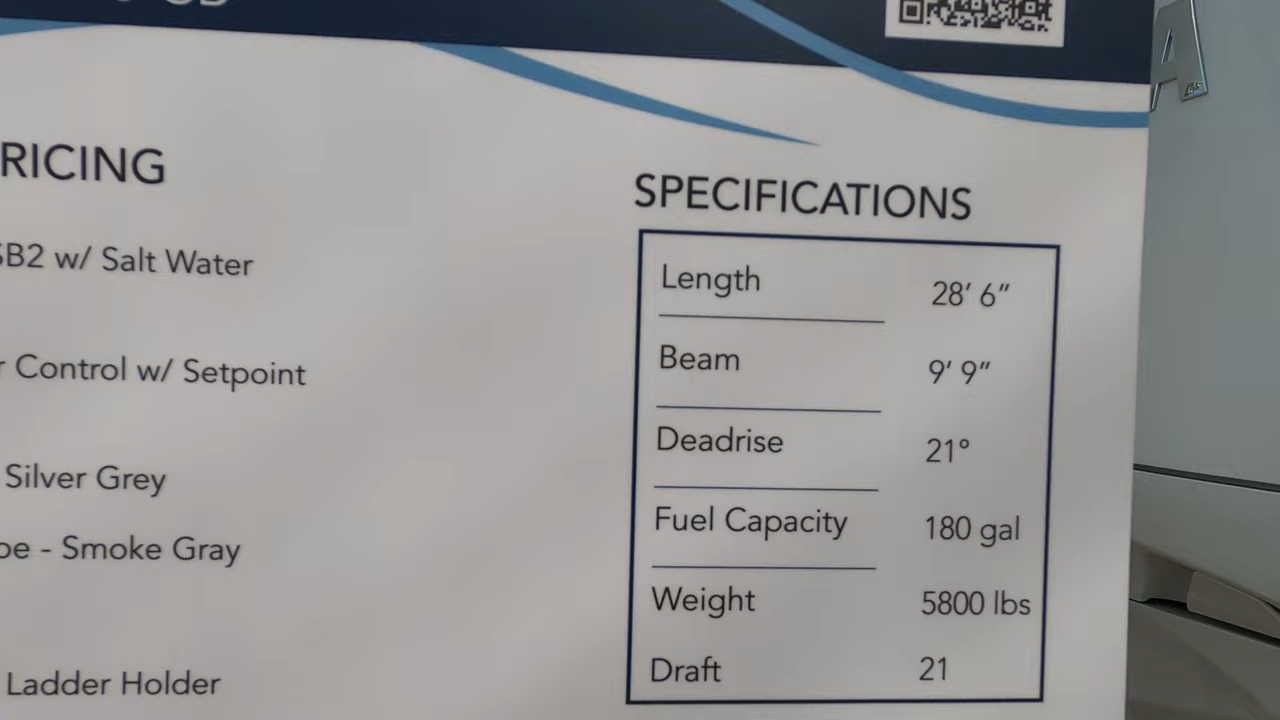 RICING
SB2 w/ Salt Water
r Control w/ Setpoint
Silver Grey
pe - Smoke Gray
Ladder Holder
SPECIFICATIONS
Length 28' 6"
Beam 9' 9"
Deadrise 21°
Fuel Capacity 180 gal
Weight 5800 lbs
Draft 21